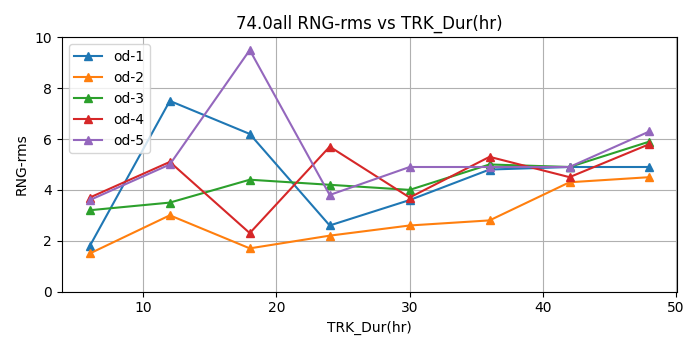 74.0all RNG-rms vs TRK_Dur(hr)
10
8
6
4
2
0
RNG-rms
od-1
od-2
od-3
od-4
od-5
10
20
30
40
50
TRK_Dur(hr)